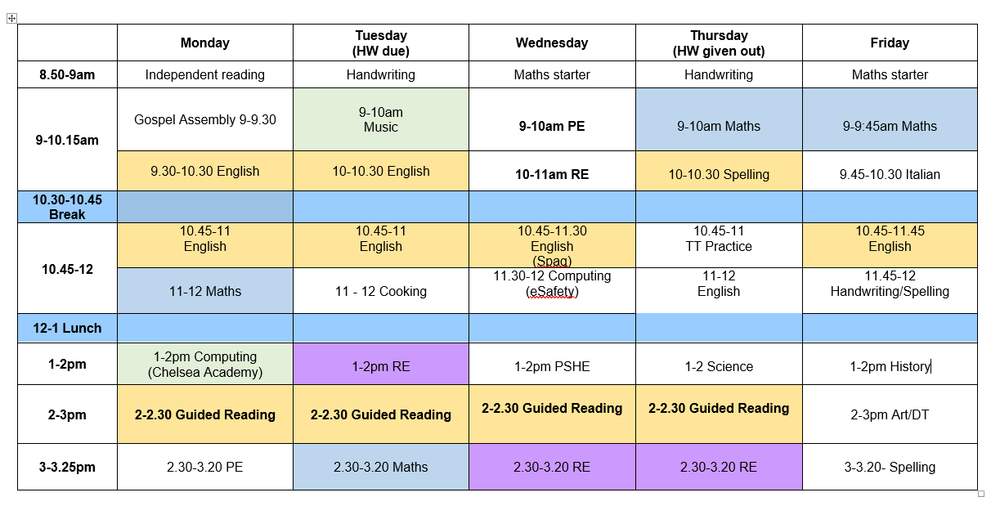 Monday
Tuesday
(HW due)
Wednesday
Thursday
(HW given out)
Friday
8.50-9am
Independent reading
Handwriting
Maths starter
Handwriting
Maths starter
9-10.15am
Gospel Assembly 9-9.30
9-10am
Music
9-10am PE
9-10am Maths
9-9:45am Maths
9.30-10.30 English
10-10.30 English
10-11am RE
10-10.30 Spelling
9.45-10.30 Italian
10.30-10.45
Break
10.45-12
10.45-11
English
10.45-11
English
10.45-11.30
English
(Spag)
10.45-11
TT Practice
10.45-11.45
English
11-12 Maths
11 - 12 Cooking
11.30-12 Computing
(eSafety)
11-12
English
11.45-12
Handwriting/Spelling
12-1 Lunch
1-2pm
1-2pm Computing
(Chelsea Academy)
1-2pm RE
1-2pm PSHE
1-2 Science
1-2pm History
2-3pm
2-2.30 Guided Reading
2-2.30 Guided Reading
2-2.30 Guided Reading
2-2.30 Guided Reading
2-3pm Art/DT
3-3.25pm
2.30-3.20 PE
2.30-3.20 Maths
2.30-3.20 RE
2.30-3.20 RE
3-3.20- Spelling